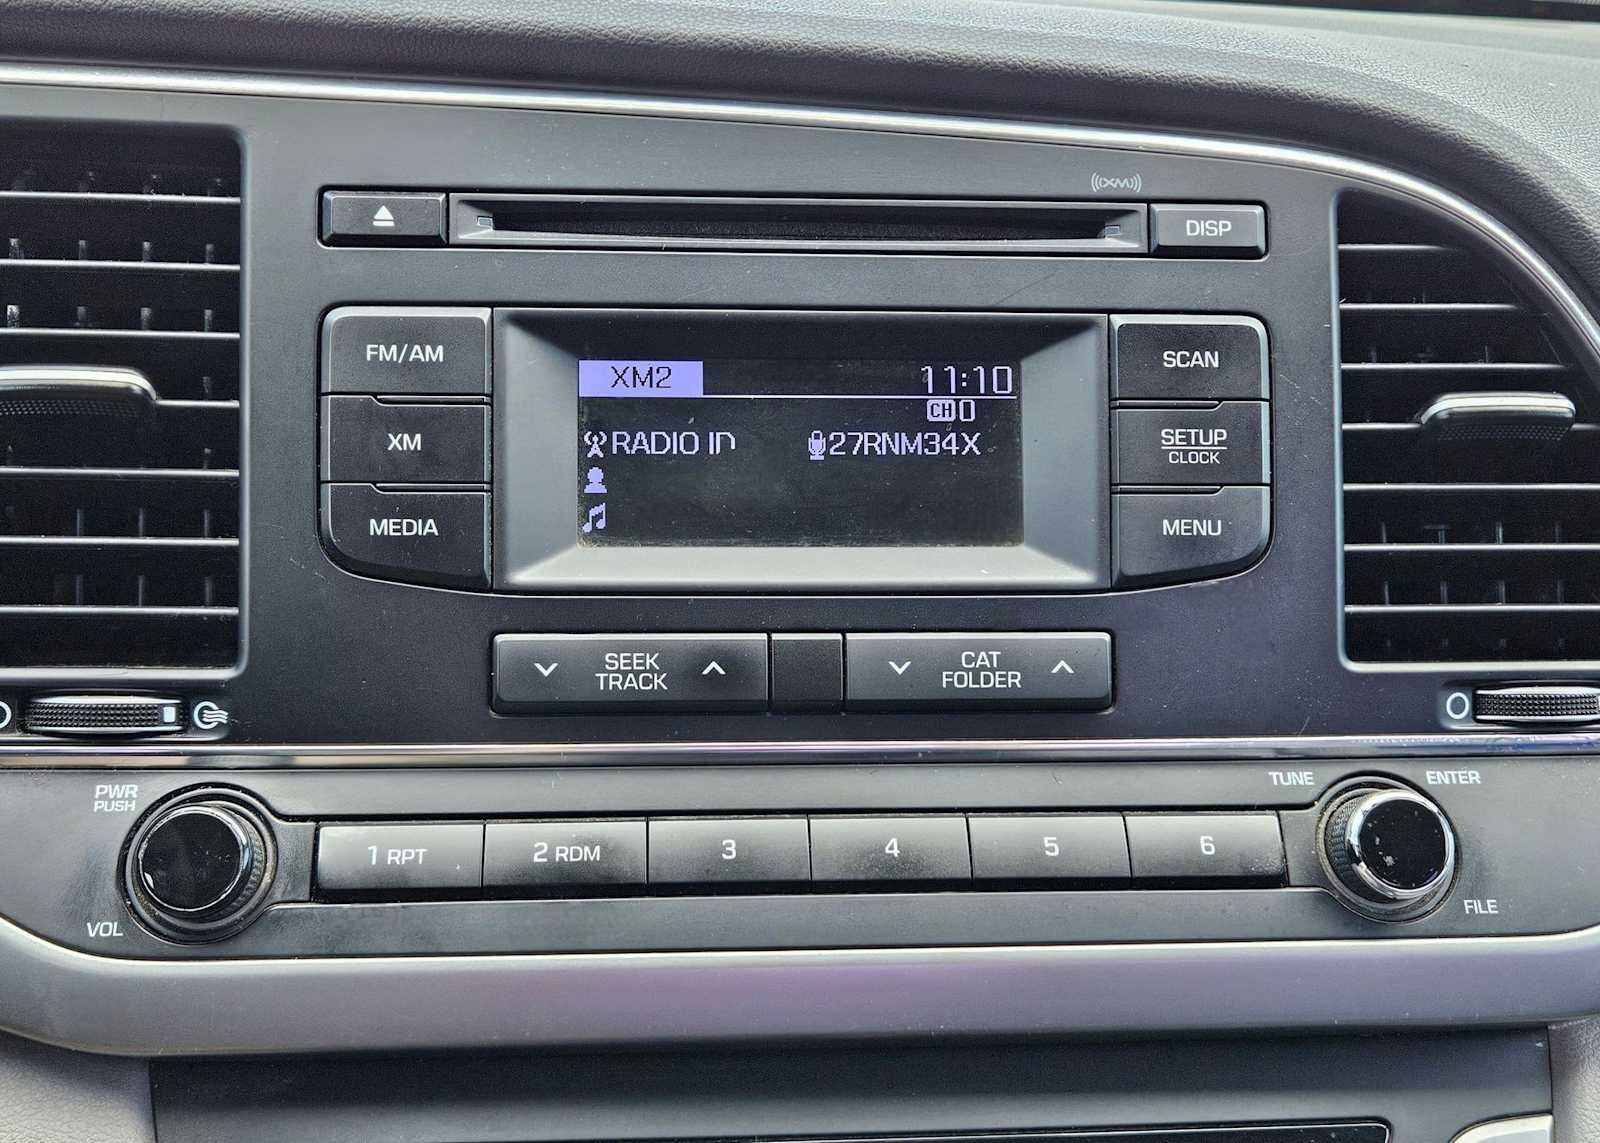 ((XM))
DISP
FM/AM
XM
MEDIA
XM2 11:10
CH 0
RADIO ID 27RNM34X
SCAN
SETUP
CLOCK
MENU
SEEK
TRACK
CAT
FOLDER
PWR
PUSH
VOL
1 RPT
2 RDM
3
4
5
6
TUNE
ENTER
FILE